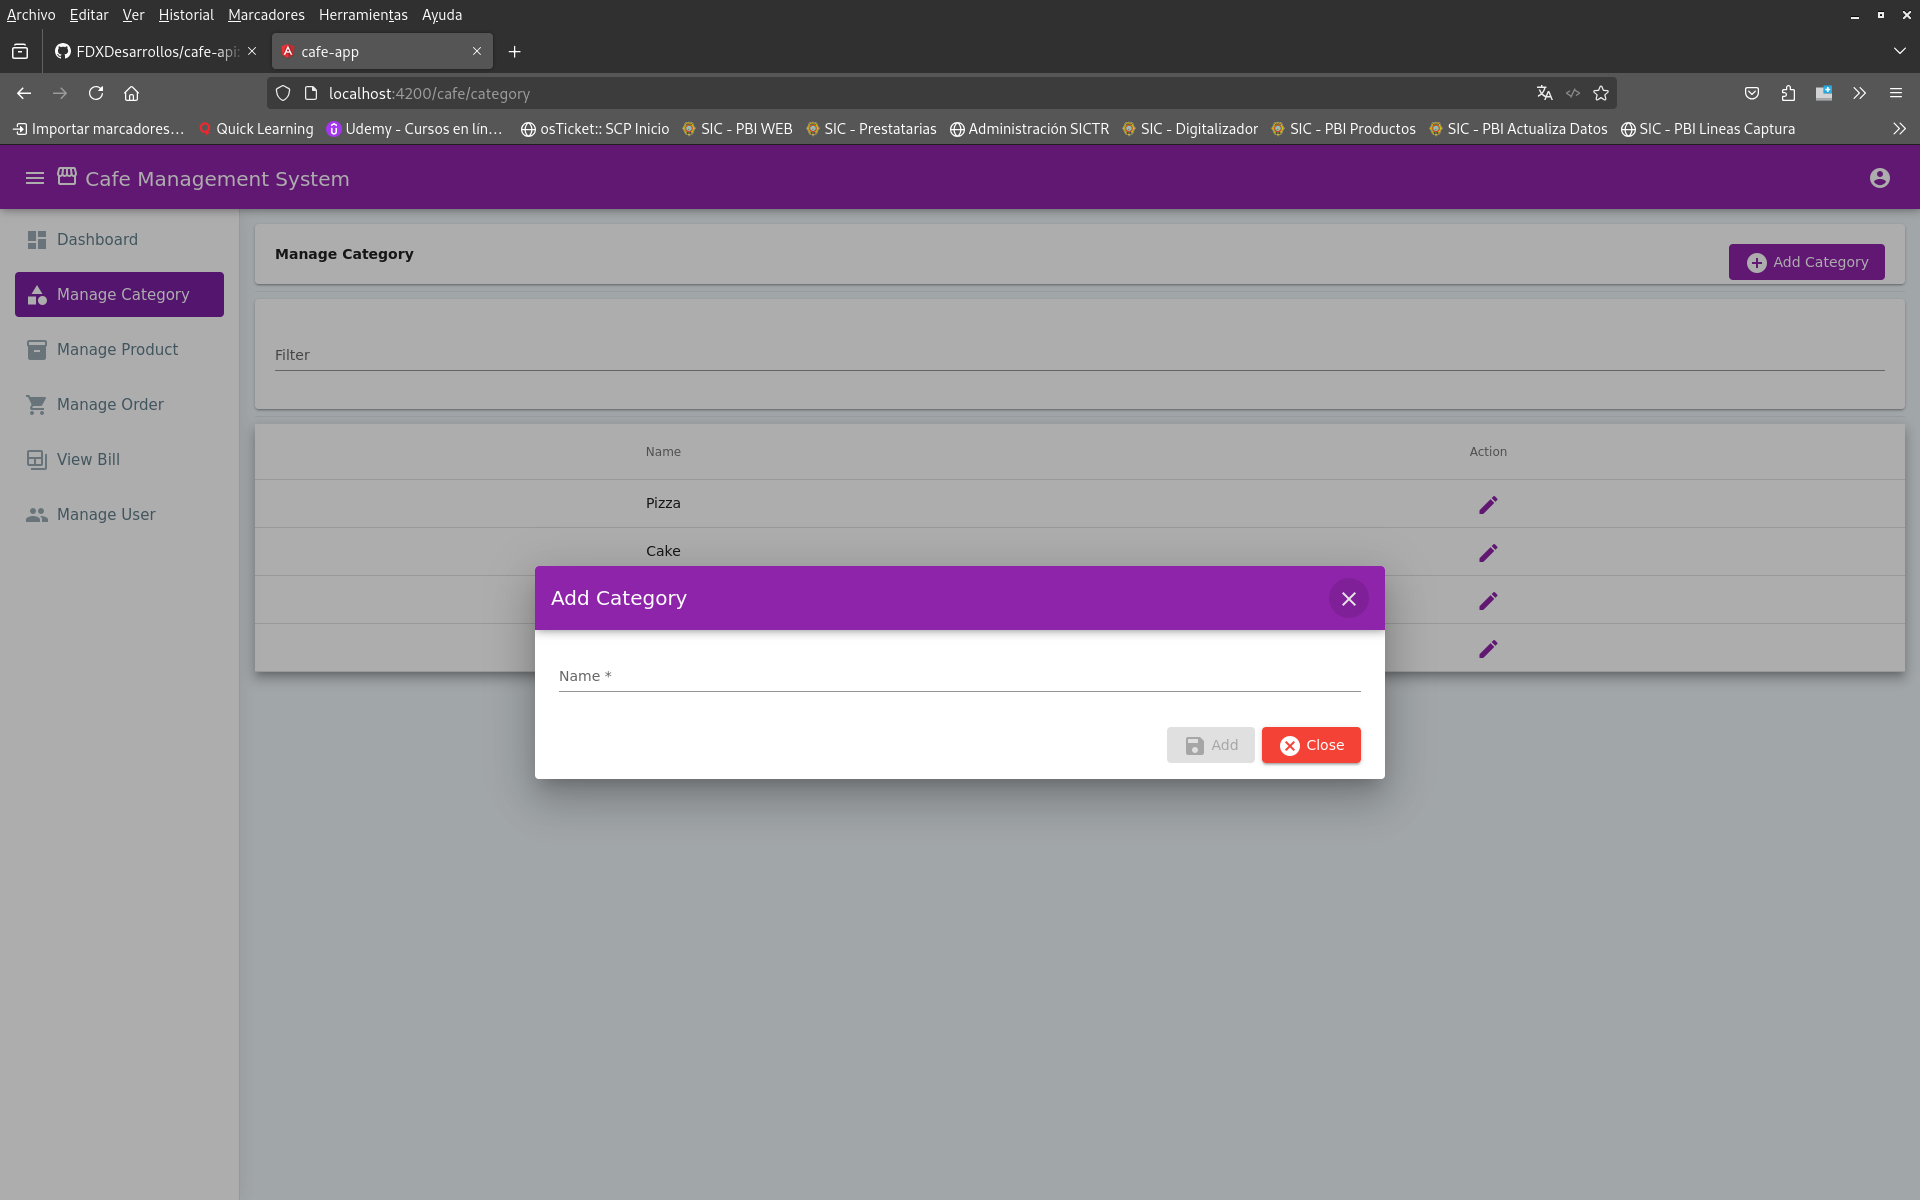 Archivo Editar Ver Historial Marcadores Herramientas Ayuda
FDXDesarrollos/cafe-api: cafe-app
localhost:4200/cafe/category
Importar marcadores... Quick Learning Udemy - Cursos en lín... osTicket:: SCP Inicio SIC - PBI WEB SIC - Prestatarias Administración SICTR SIC - Digitalizador SIC - PBI Productos SIC - PBI Actualiza Datos SIC - PBI Lineas Captura
Cafe Management System
Dashboard
Manage Category
Manage Product
Manage Order
View Bill
Manage User
Manage Category
Add Category
Filter
Name Action
Pizza
Cake
Add Category
Name *
Add Close